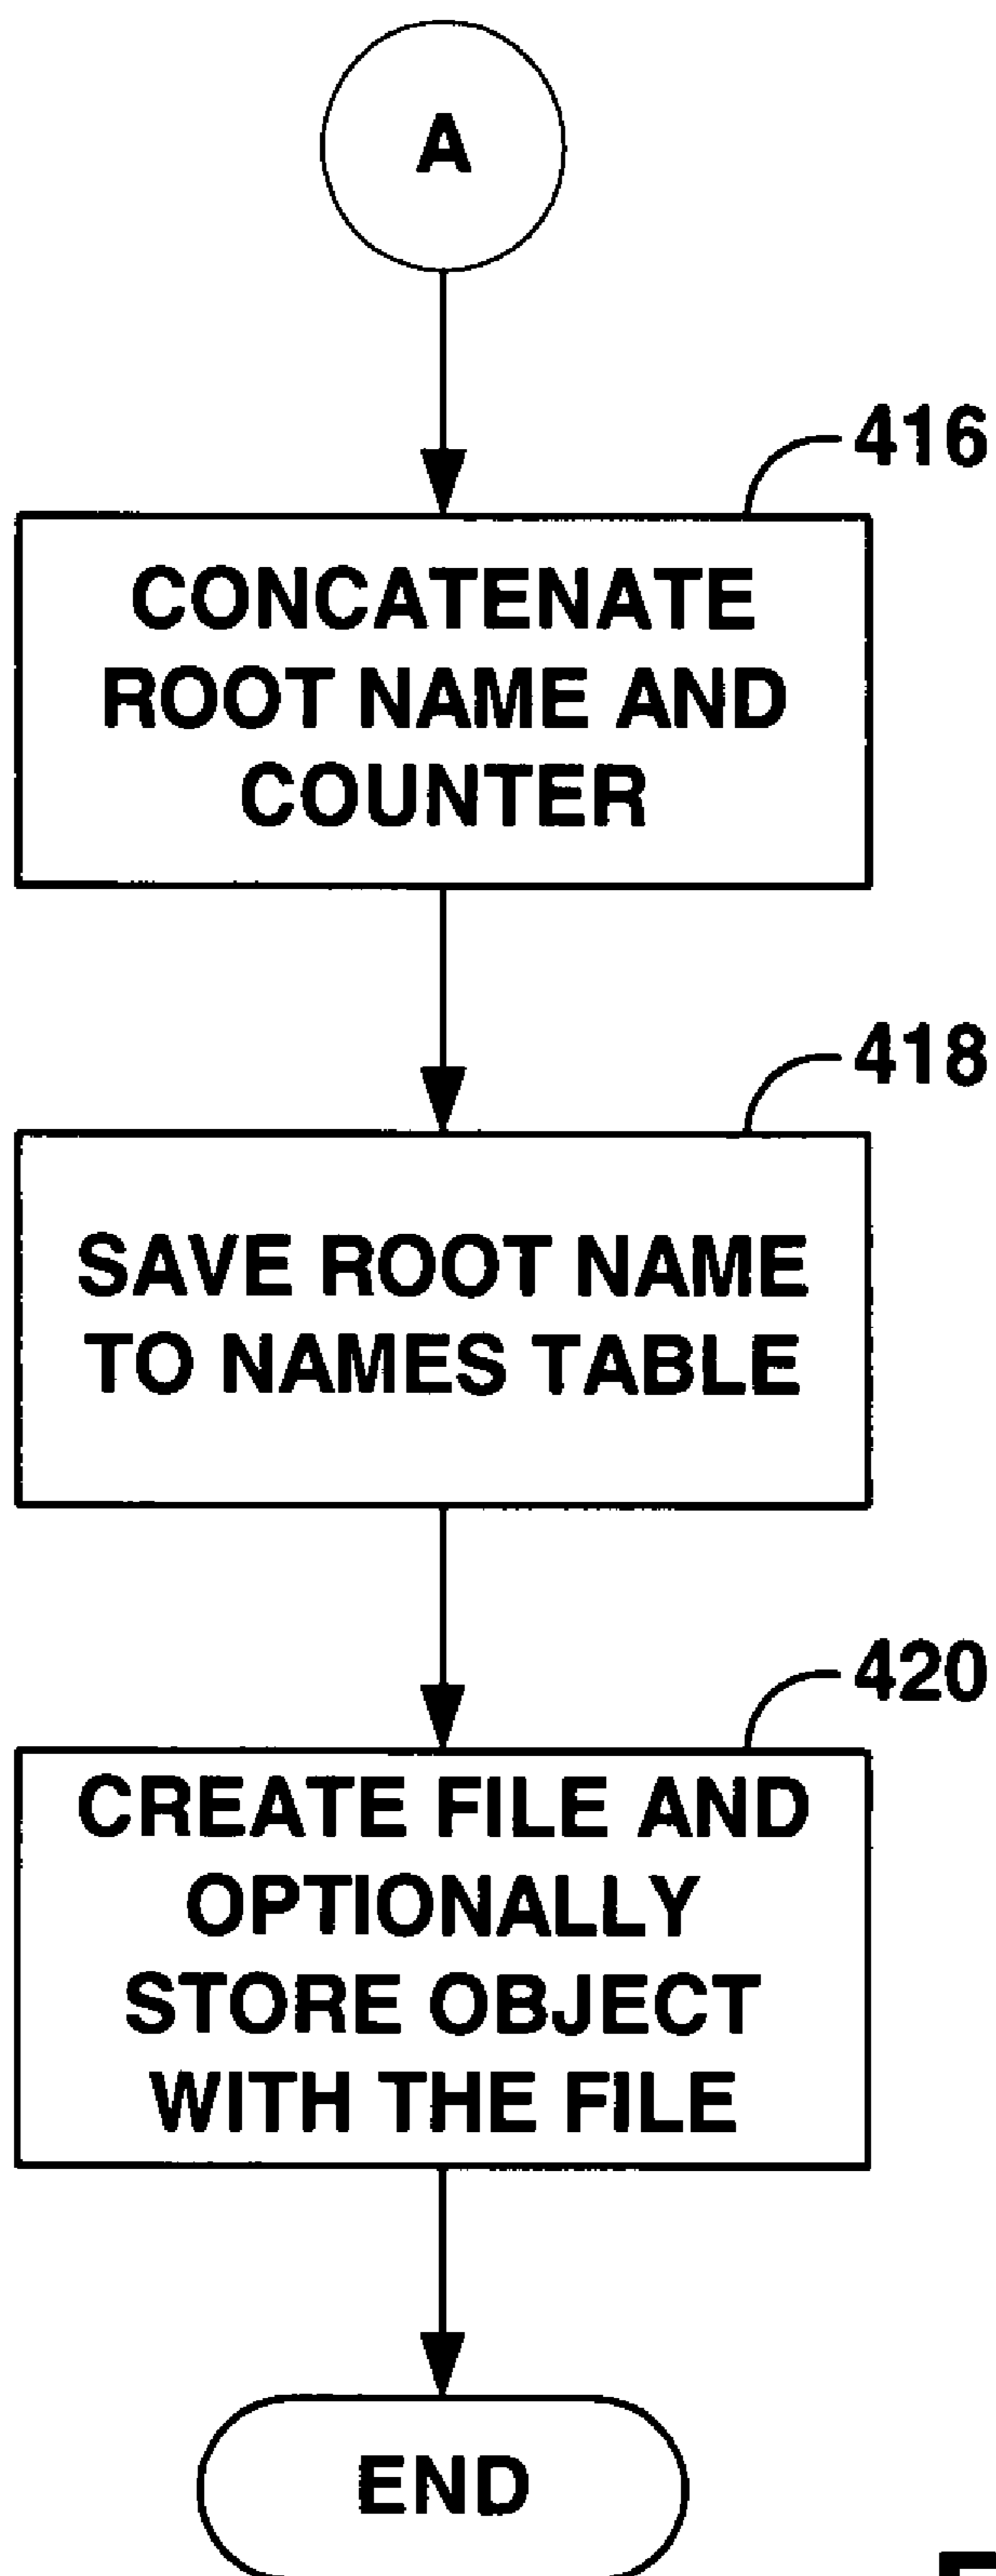 A
416
CONCATENATE
ROOT NAME AND
COUNTER
418
SAVE ROOT NAME
TO NAMES TABLE
420
CREATE FILE AND
OPTIONALLY
STORE OBJECT
WITH THE FILE
END